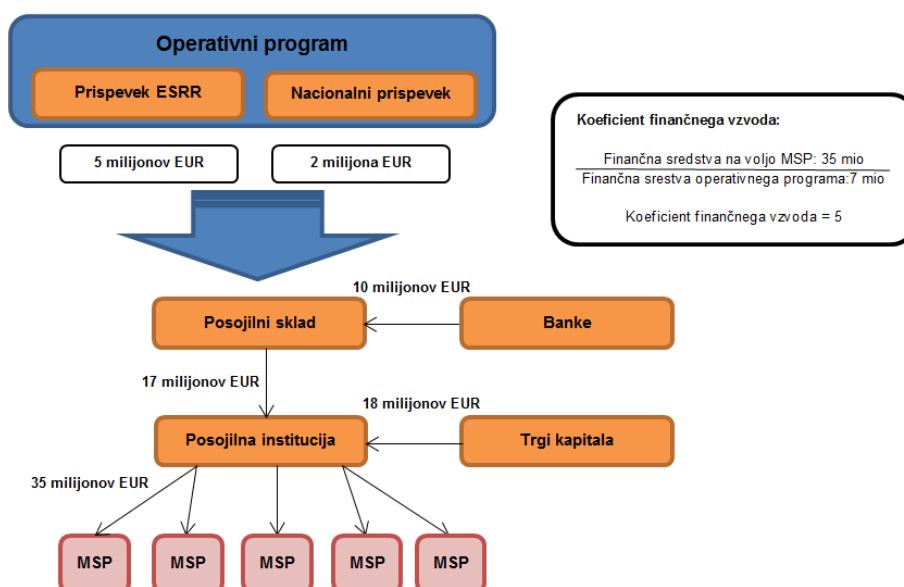 Operativni program
Prispevek ESRR
Nacionalni prispevek
5 milijonov EUR
2 milijona EUR
Koeficient finančnega vzvoda:
Finančna sredstva na voljo MSP: 35 mio
Finančna srestva operativnega programa:7 mio
Koeficient finančnega vzvoda = 5
10 milijonov EUR
Posojilni sklad
Banke
17 milijonov EUR
18 milijonov EUR
Posojilna institucija
Trgi kapitala
35 milijonov EUR
MSP
MSP
MSP
MSP
MSP